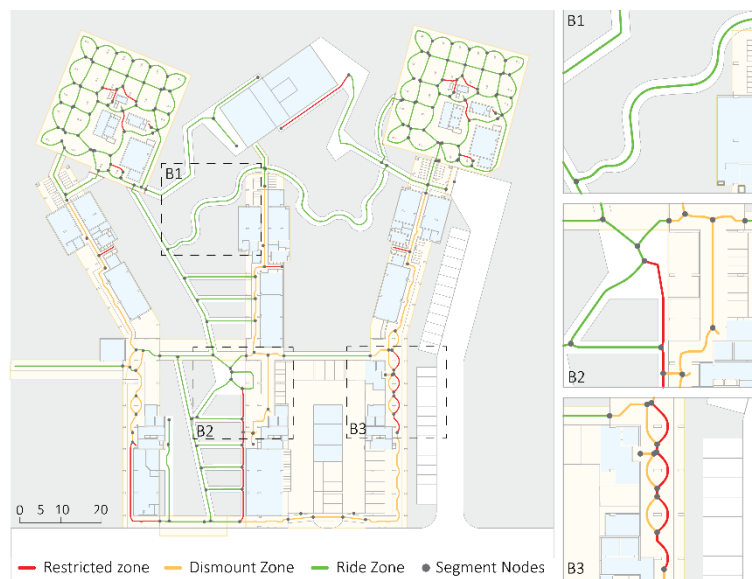 B1
B2
B3
0 5 10 20
Restricted zone
Dismount Zone
Ride Zone
Segment Nodes
B1
B2
B3